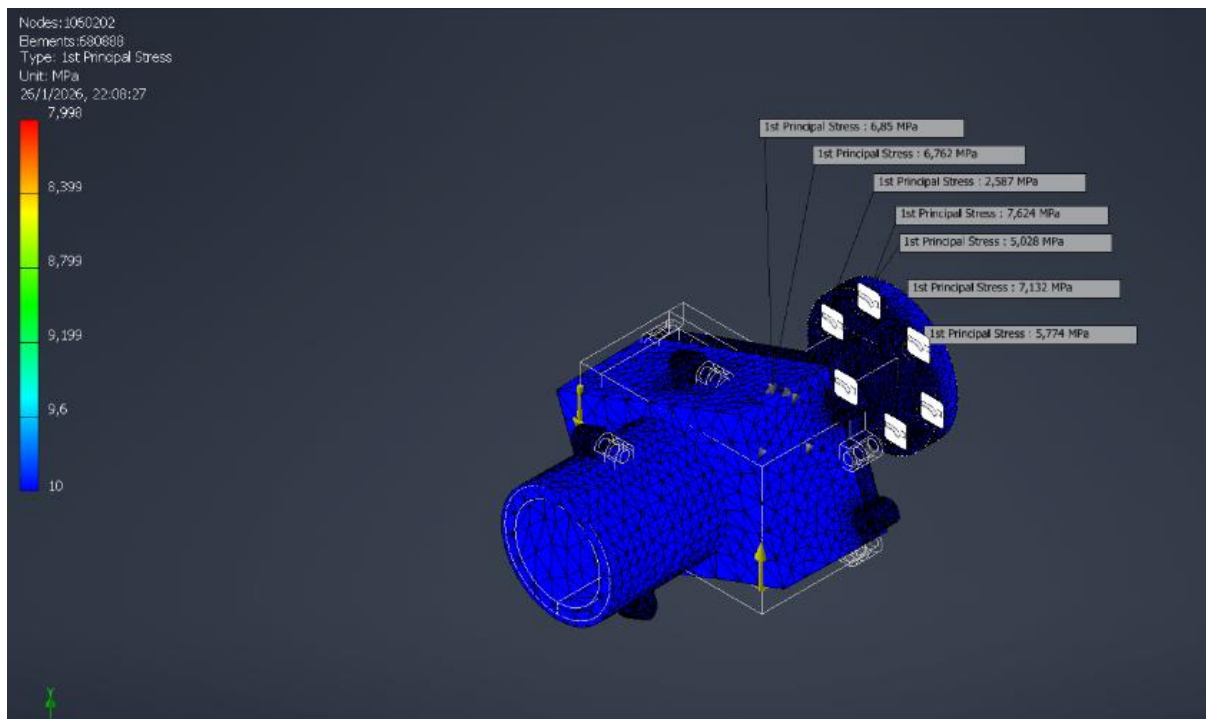 Nodes:1060202
Elements:680888
Type: 1st Principal Stress
Unit: MPa
26/1/2026, 22:08:27
7,998
8,399
8,799
9,199
9,6
10
1st Principal Stress : 6,85 MPa
1st Principal Stress : 6,762 MPa
1st Principal Stress : 2,587 MPa
1st Principal Stress : 7,624 MPa
1st Principal Stress : 5,028 MPa
1st Principal Stress : 7,132 MPa
1st Principal Stress : 5,774 MPa
Y